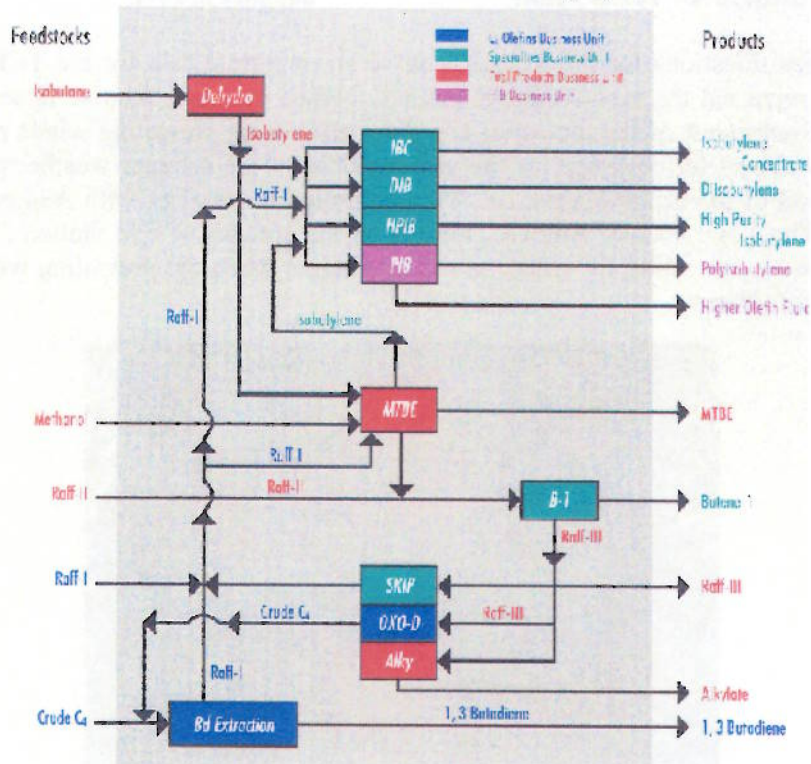 Feedstocks
C4 Olefins Business Unit
Specialties Business Unit
Fuel Products Business Unit
PIB Business Unit
Products
Isobutane
Dehydro
Isobutylene
IBC
DIB
HPIB
PIB
Isobutylene
Concentrate
Diisobutylene
High Purity
Isobutylene
Polyisobutylene
Higher Olefin
Raff-I
Raff-I
Isobutylene
Methanol
MTBE
MTBE
Raff-I
Raff-II
Raff-II
B-1
Butene 1
Raff-III
Raff-I
SKIP
Raff-III
Crude C4
OXO-D
Raff-III
Alky
Raff-I
Alkylate
Crude C4
Bd Extraction
1, 3 Butadiene
1, 3 Butadiene